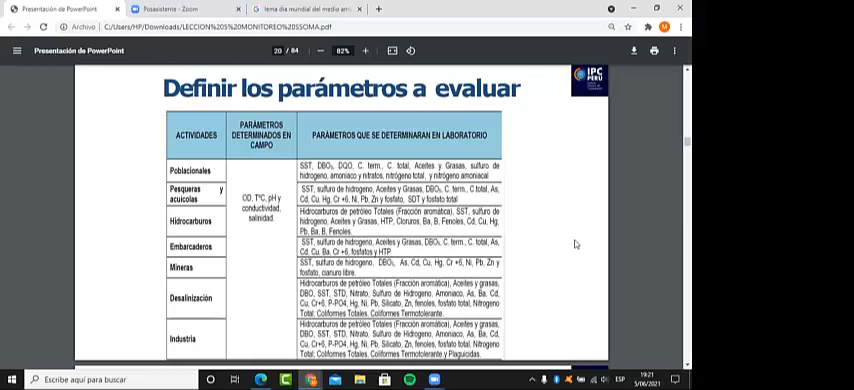 Presentación de PowerPoint
Posasistente - Zoom
lema dia mundial del medio am
Archivo | C:/Users/HP/Downloads/LECCION%205%20MONITOREO%20SSOMA.pdf
M
Presentación de PowerPoint
20 / 84
82%
Definir los parámetros a evaluar
IPC
PERÚ
ACTIVIDADES
PARÁMETROS
DETERMINADOS EN
CAMPO
PARÁMETROS QUE SE DETERMINARAN EN LABORATORIO
Poblacionales
OD, TºC, pH y
conductividad,
salinidad.
SST, DBO₅, DQO, C. term., C. total, Aceites y Grasas, sulfuro de
hidrogeno, amoniaco y nitratos, nitrógeno total, y nitrógeno amoniacal
Pesqueras y
acuícolas
SST, sulfuro de hidrogeno, Aceites y Grasas, DBO₅, C. term., C.total, As,
Cd, Cu, Hg, Cr +6, Ni, Pb, Zn y fosfato, SDT y fosfato total
Hidrocarburos
Hidrocarburos de petróleo Totales (Fracción aromática), SST, sulfuro de
hidrogeno, Aceites y Grasas, HTP, Cloruros, Ba, B, Fenoles, Cd, Cu, Hg,
Pb, Ba, B, Fenoles.
Embarcaderos
SST, sulfuro de hidrogeno, Aceites y Grasas, DBO₅, C. term., C. total, As,
Cd, Cu, Ba, Cr +6, fosfatos y HTP
Mineras
SST, sulfuro de hidrogeno, DBO₅, As, Cd, Cu, Hg, Cr +6, Ni, Pb, Zn y
fosfato, cianuro libre.
Desalinización
Hidrocarburos de petróleo Totales (Fracción aromática), Aceites y grasas,
DBO, SST, STD, Nitrato, Sulfuro de Hidrogeno, Amoniaco, As, Ba, Cd,
Cu, Cr+6, P-PO4, Hg, Ni, Pb, Silicato, Zn, fenoles, fosfato total, Nitrogeno
Total; Coliformes Totales, Coliformes Termotolerante.
Industria
Hidrocarburos de petróleo Totales (Fracción aromática), Aceites y grasas,
DBO, SST, STD, Nitrato, Sulfuro de Hidrogeno, Amoniaco, As, Ba, Cd,
Cu, Cr+6, P-PO4, Hg, Ni, Pb, Silicato, Zn, fenoles, fosfato total, Nitrogeno
Total; Coliformes Totales, Coliformes Termotolerante y Plaguicidas.
Escribe aquí para buscar
ESP
19:21
5/06/2021